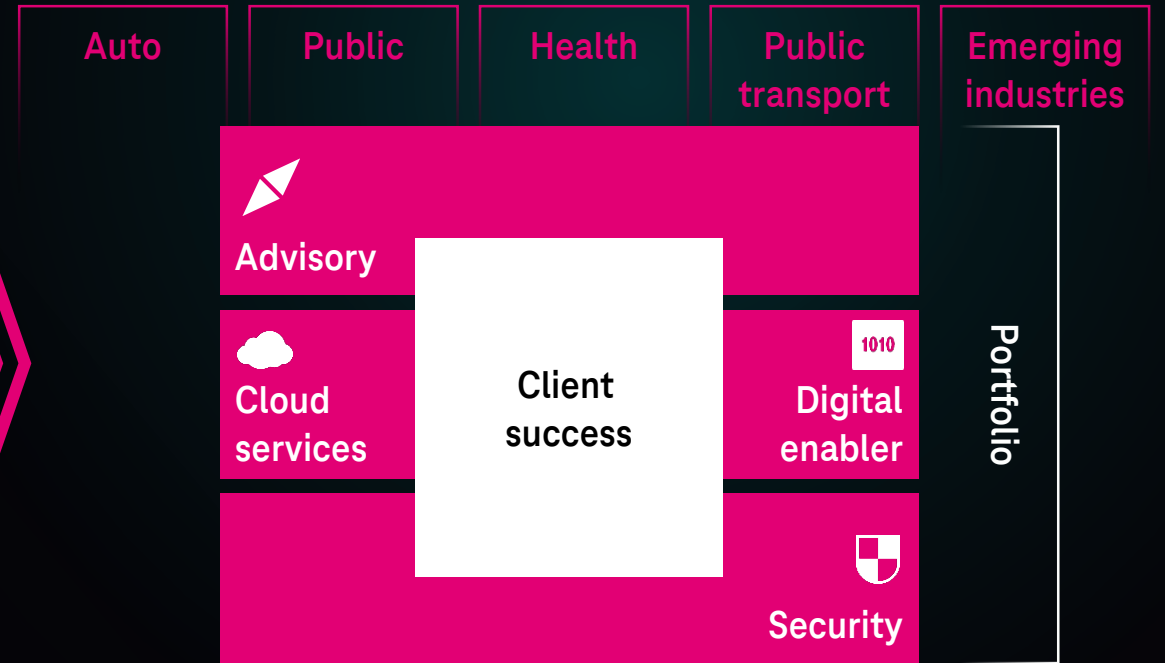 Auto
Public
Health
Public
transport
Emerging
industries
Advisory
Cloud
services
Client
success
1010
Digital
enabler
Security
Portfolio